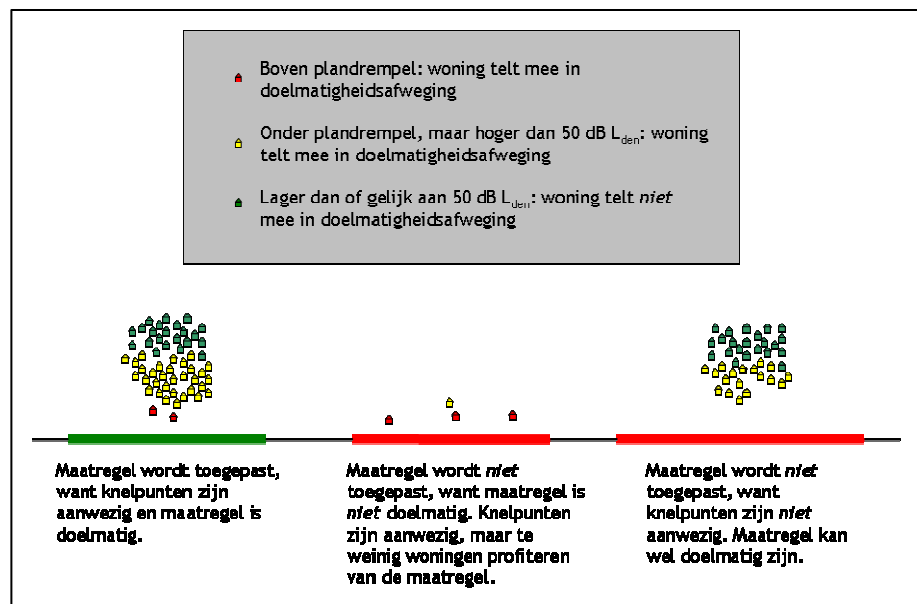 Boven plandrempel: woning telt mee in
doelmatigheidsafweging
Onder plandrempel, maar hoger dan 50 dB Lden: woning
telt mee in doelmatigheidsafweging
Lager dan of gelijk aan 50 dB Lden: woning telt niet
mee in doelmatigheidsafweging
Maatregel wordt toegepast,
want knelpunten zijn
aanwezig en maatregel is
doelmatig.
Maatregel wordt niet
toegepast, want maatregel is
niet doelmatig. Knelpunten
zijn aanwezig, maar te
weinig woningen profiteren
van de maatregel.
Maatregel wordt niet
toegepast, want
knelpunten zijn niet
aanwezig. Maatregel kan
wel doelmatig zijn.